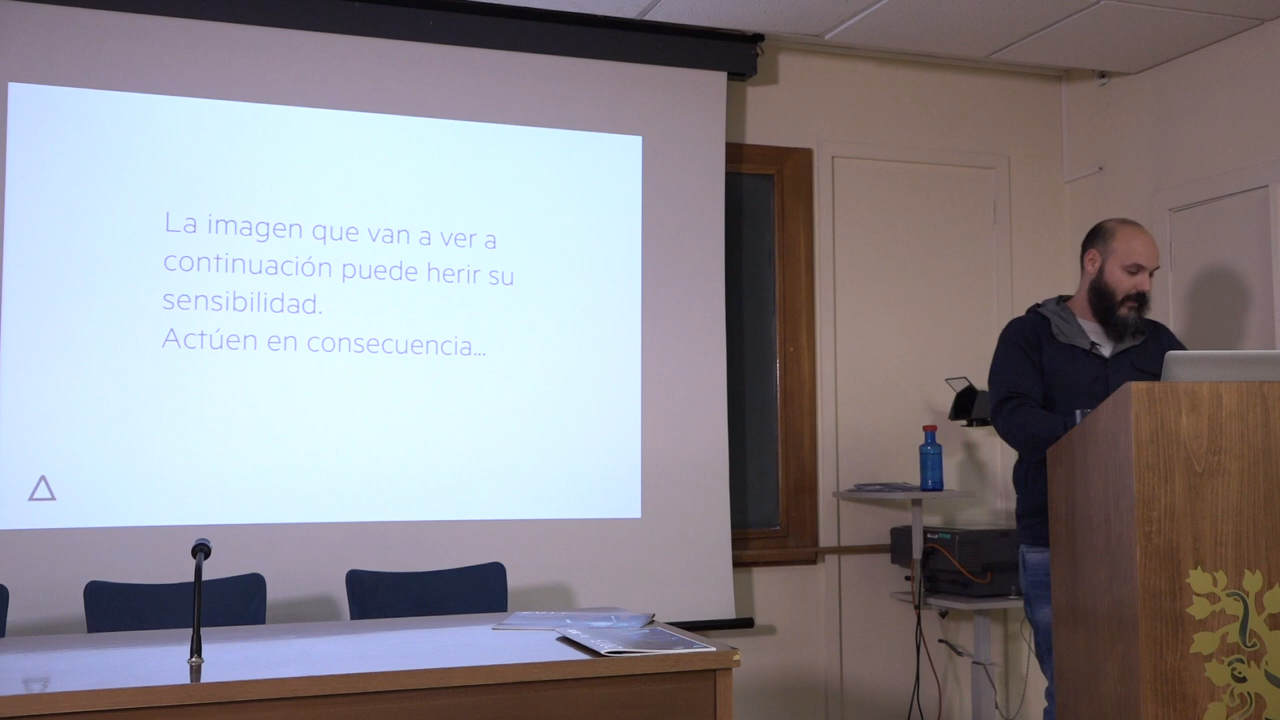 La imagen que van a ver a
continuación puede herir su
sensibilidad.
Actúen en consecuencia...